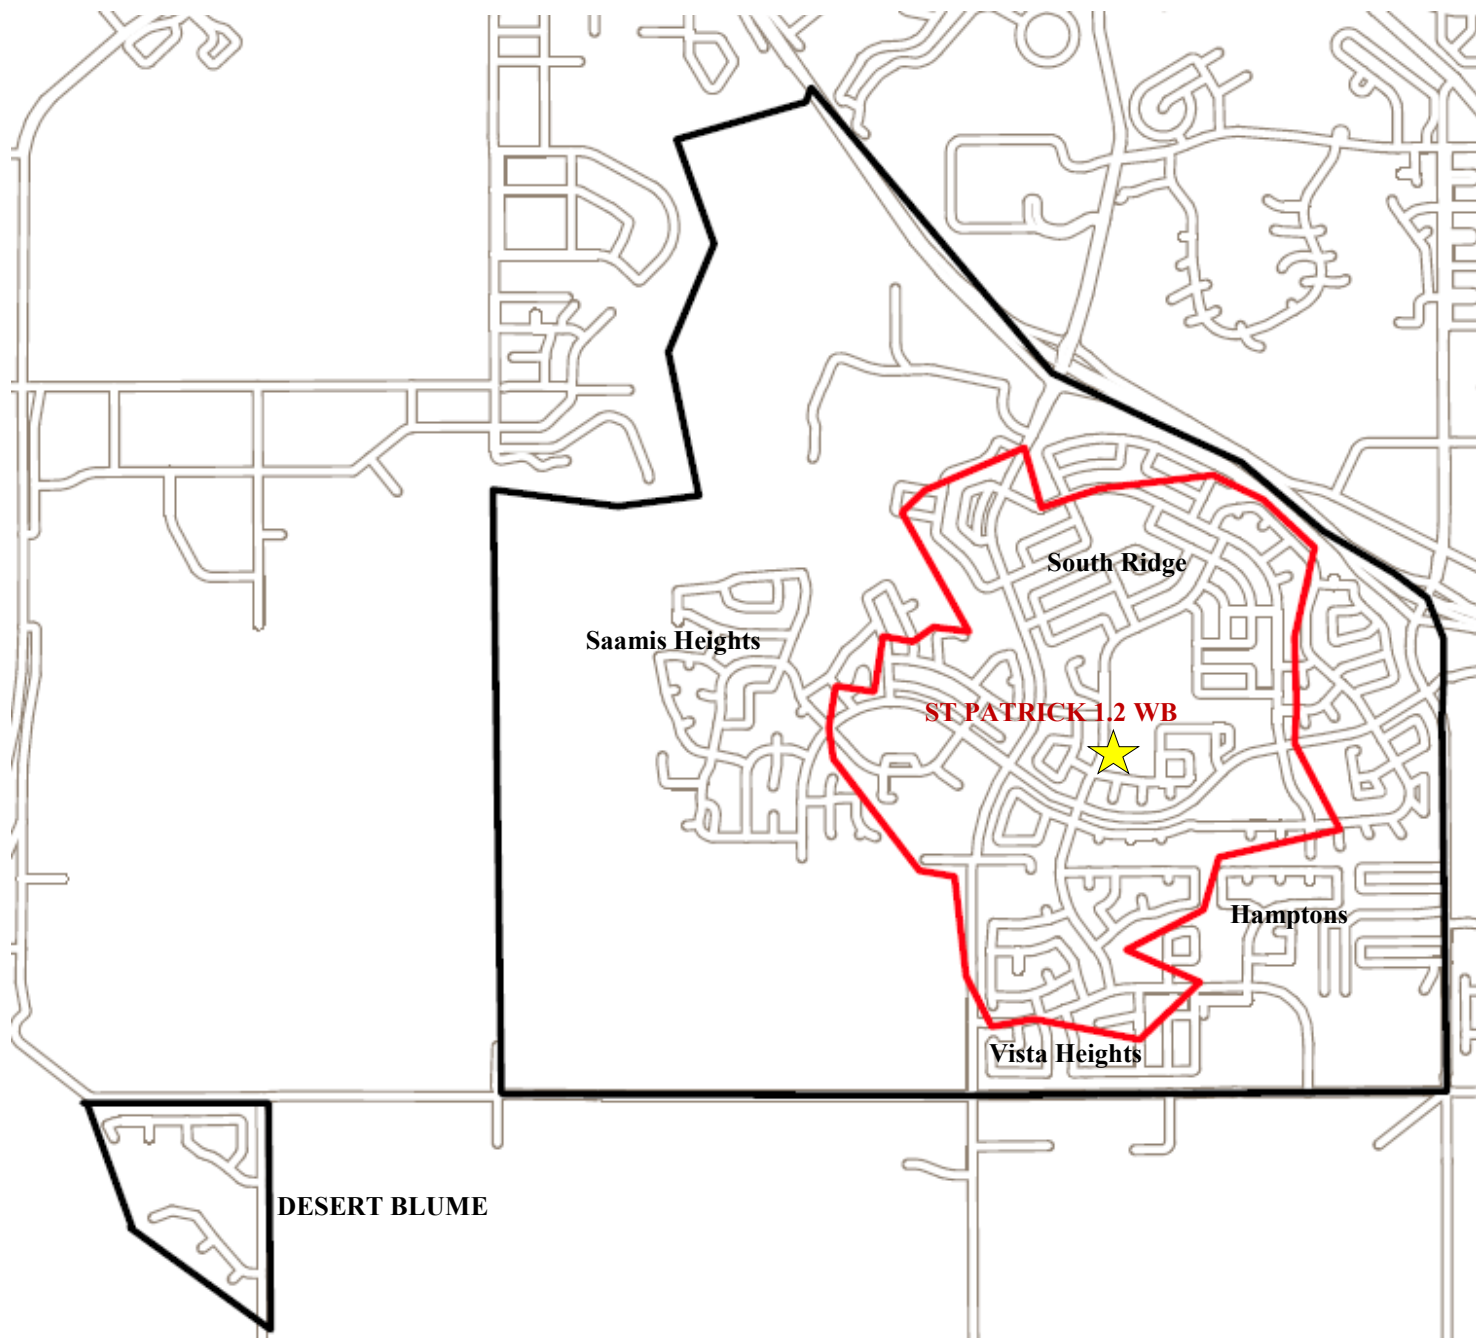 South Ridge
Saamis Heights
ST PATRICK 1.2 WB
Hamptons
Vista Heights
DESERT BLUME